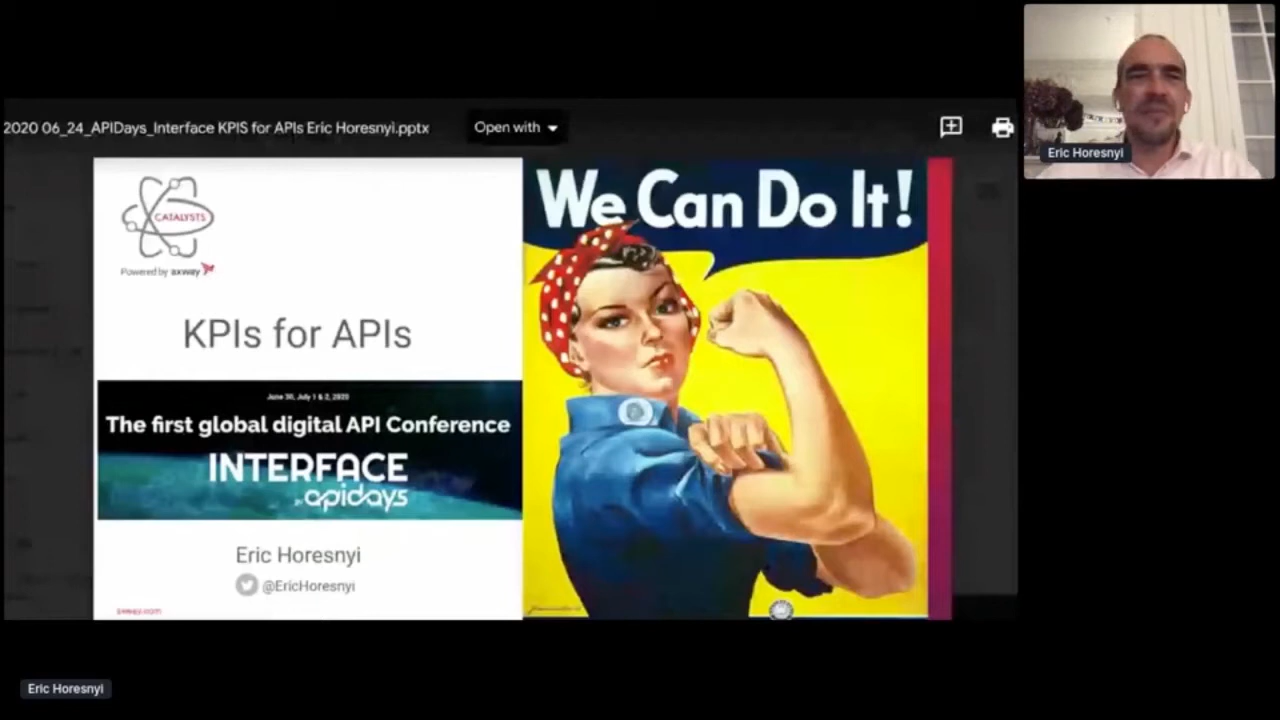 2020 06_24_APIDays_Interface KPIS for APIs Eric Horesnyi.pptx
Open with
Eric Horesnyi
CATALYSTS
Powered by axway
We Can Do It!
KPIs for APIs
June 30, July 1 & 2, 2020
The first global digital API Conference
INTERFACE
by apidays
Eric Horesnyi
@EricHoresnyi
axway.com
Eric Horesnyi